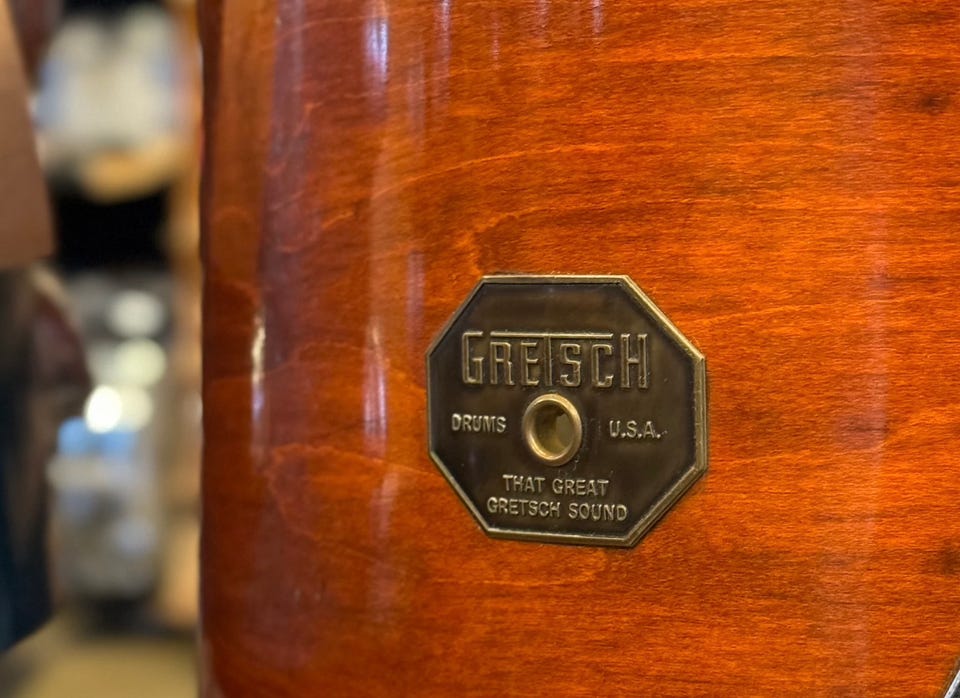 GRETSCH
DRUMS U.S.A.
THAT GREAT
GRETSCH SOUND